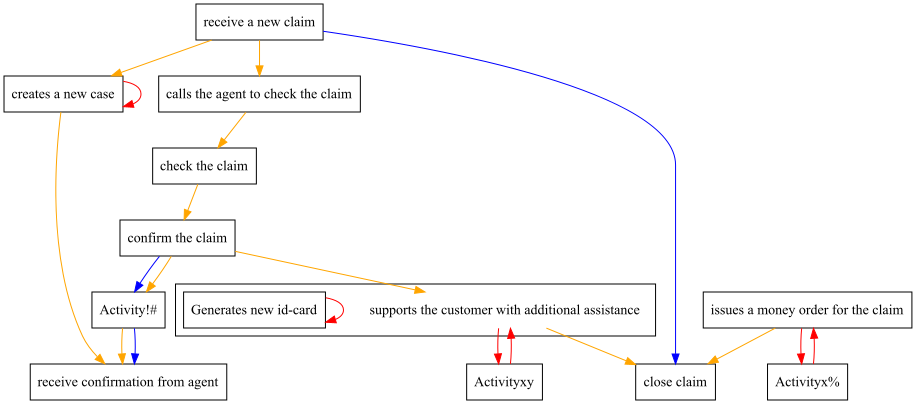 receive a new claim
creates a new case
calls the agent to check the claim
check the claim
confirm the claim
Activity!#
Generates new id-card
supports the customer with additional assistance
issues a money order for the claim
receive confirmation from agent
Activityxy
close claim
Activityx%